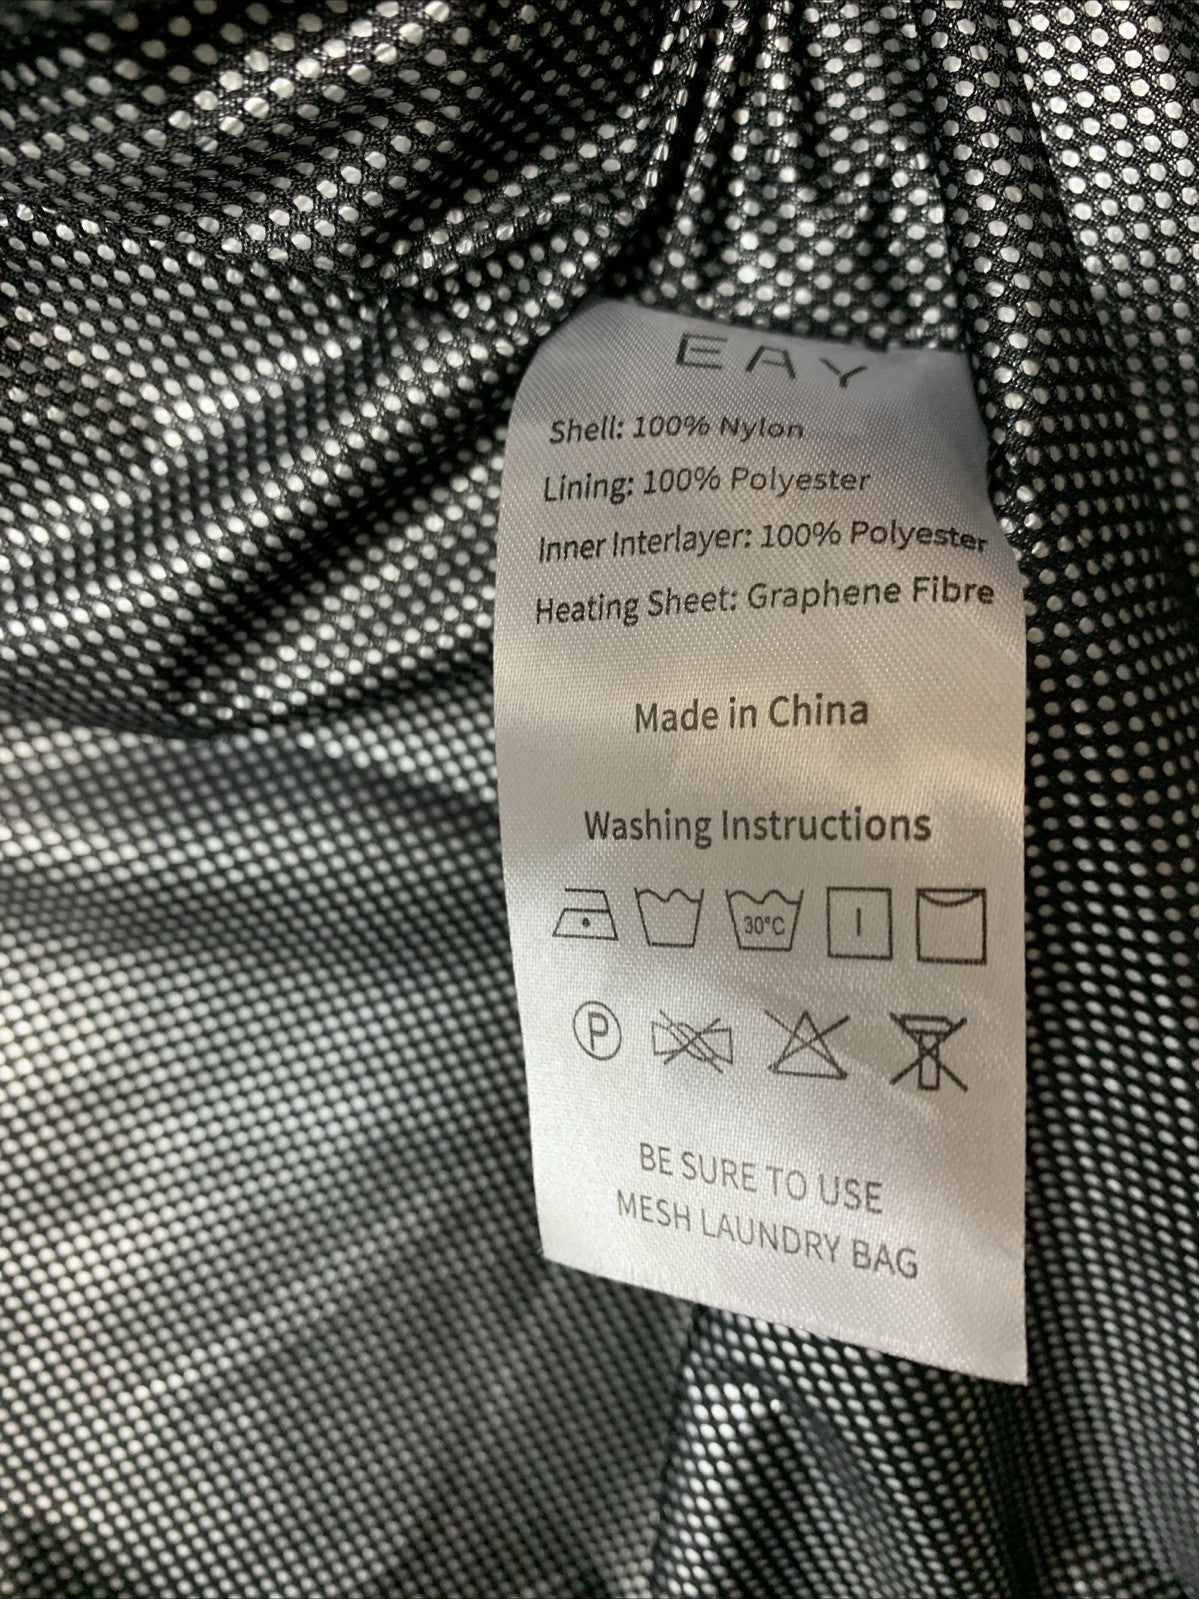 EAY
Shell: 100% Nylon
Lining: 100% Polyester
Inner Interlayer: 100% Polyester
Heating Sheet: Graphene Fibre
Made in China
Washing Instructions
30°C
P
BE SURE TO USE
MESH LAUNDRY BAG